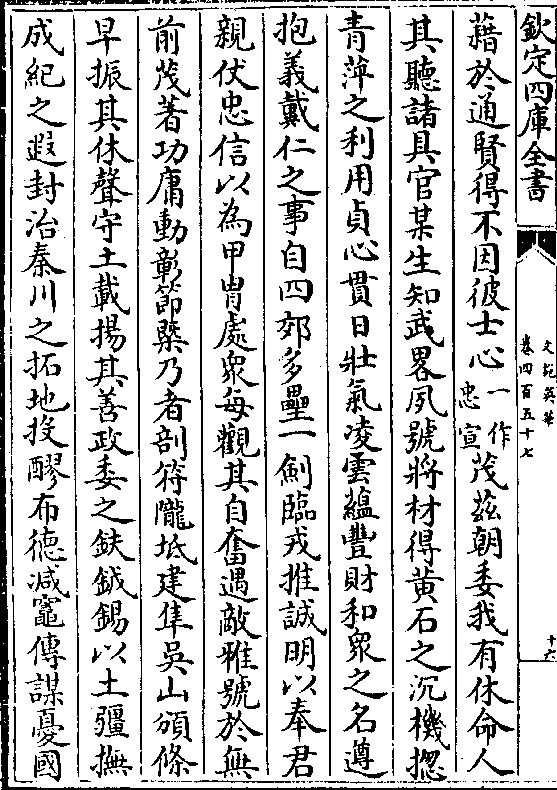 欽定四庫全書
文苑英華
卷四百五十七
十六
藉於通賢得不因彼士心一作忠宣茂兹朝委我有休命人
其聽諸具官某生知武畧夙號將材得黄石之沉機揔
青萍之利用貞心貫日壯氣凌雲蘊豐財和衆之名遵
抱義戴仁之事自四郊多壘一劒臨戎推誠明以奉君
親仗忠信以為甲胄處衆每觀其自奮遇敵雅號於無
前茂著功庸動彰節槩乃者剖符隴坻建隼吳山頒條
早振其休聲守土載揚其善政委之鈇鉞錫以土疆撫
成紀之遐封治秦川之拓地投醪布德減竈傳謀憂國